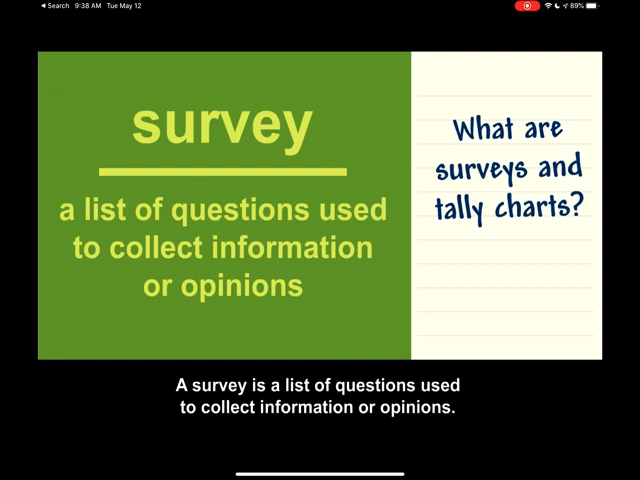 Search 9:38 AM Tue May 12 89%
survey
a list of questions used
to collect information
or opinions
What are
surveys and
tally charts?
A survey is a list of questions used
to collect information or opinions.